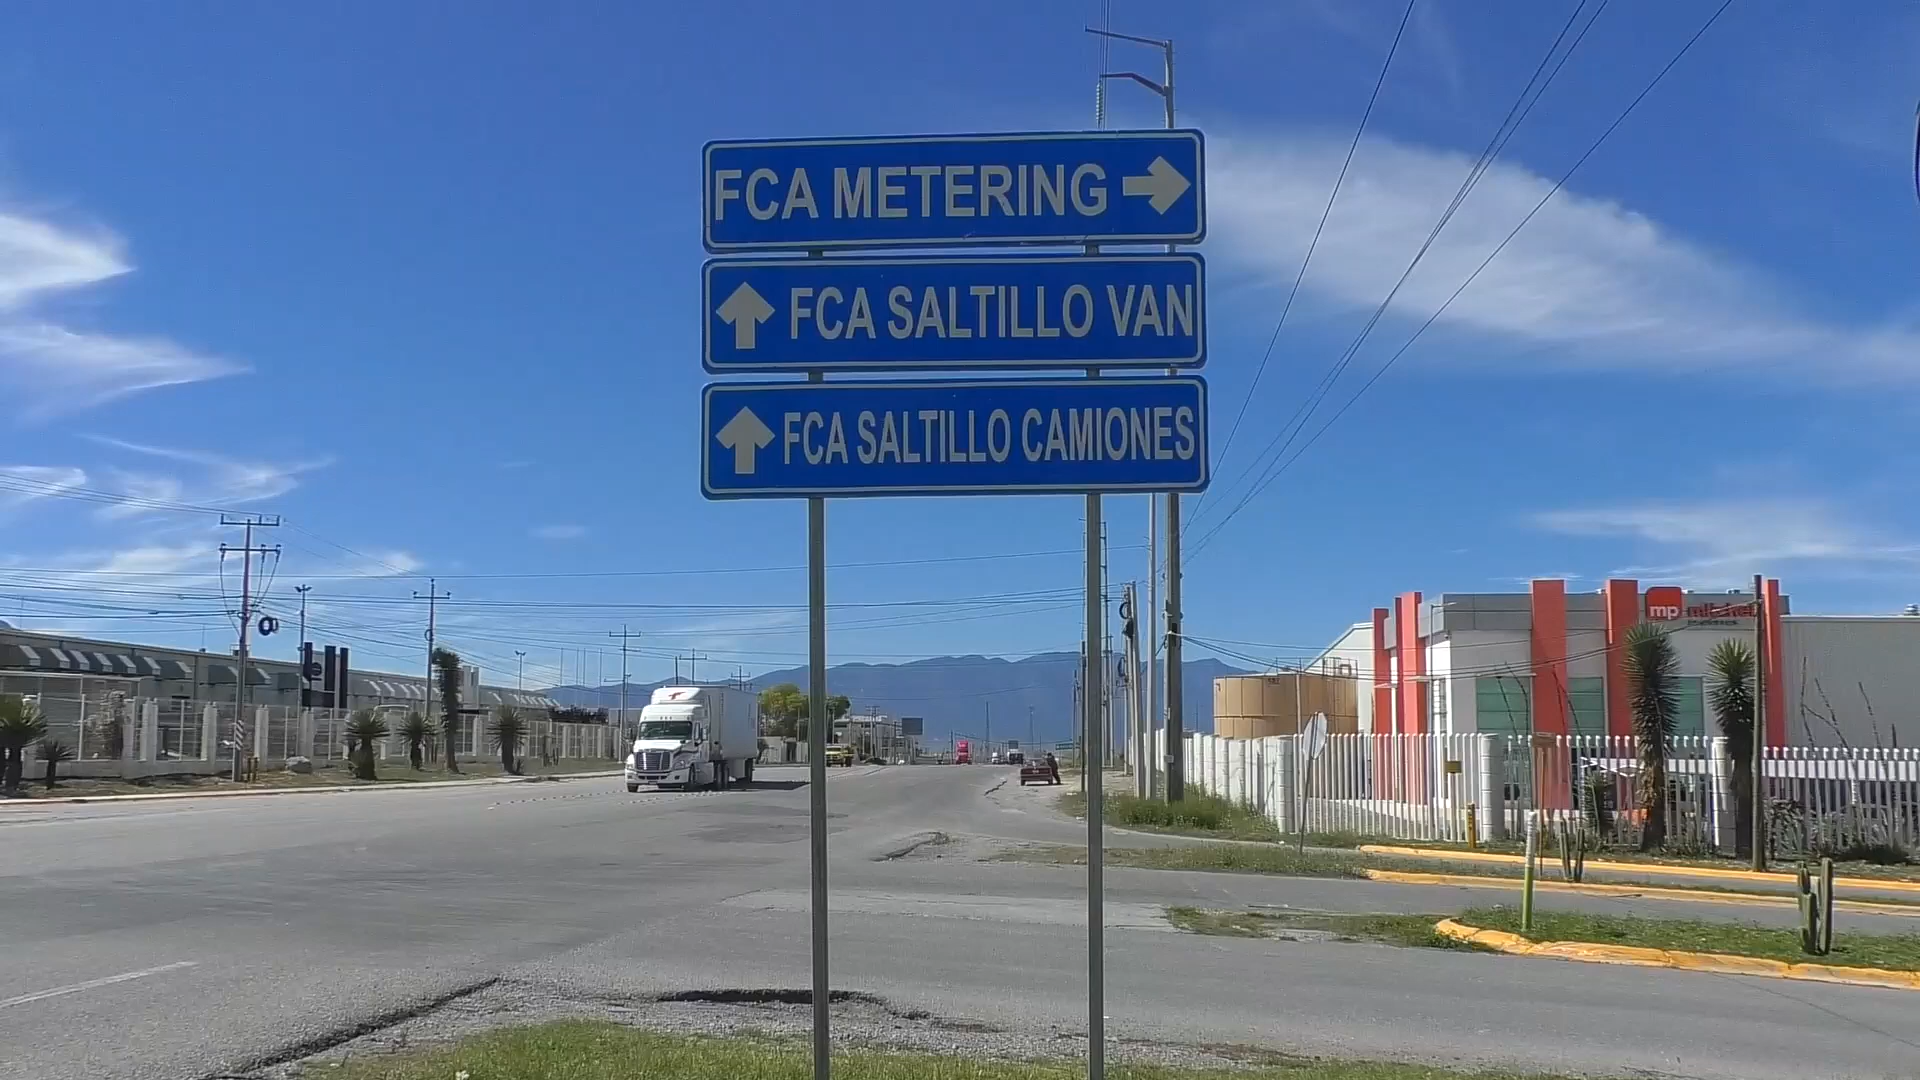 FCA METERING
FCA SALTILLO VAN
FCA SALTILLO CAMIONES
mp